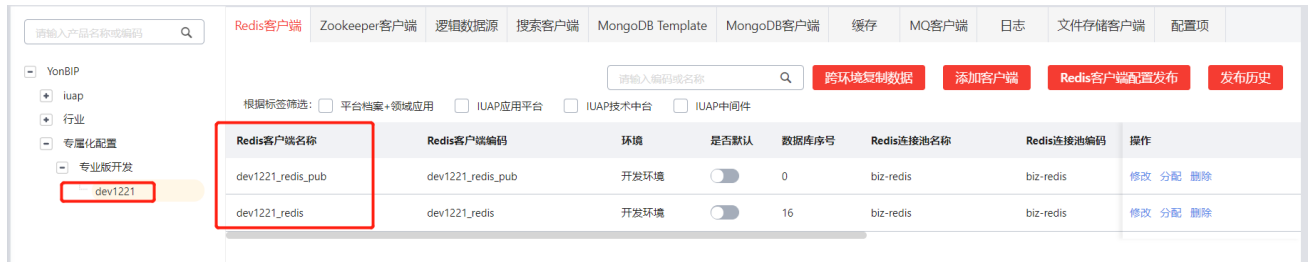 请输入产品名称或编码
YonBIP
iuap
行业
专属化配置
专业版开发
dev1221
Redis客户端 Zookeeper客户端 逻辑数据源 搜索客户端 MongoDB Template MongoDB客户端 缓存 MQ客户端 日志 文件存储客户端 配置项
请输入编码或名称 跨环境复制数据 添加客户端 Redis客户端配置发布 发布历史
根据标签筛选: 平台档案+领域应用 IUAP应用平台 IUAP技术中台 IUAP中间件
Redis客户端名称 Redis客户端编码 环境 是否默认 数据库序号 Redis连接池名称 Redis连接池编码 操作
dev1221_redis_pub dev1221_redis_pub 开发环境 0 biz-redis biz-redis 修改 分配 删除
dev1221_redis dev1221_redis 开发环境 16 biz-redis biz-redis 修改 分配 删除